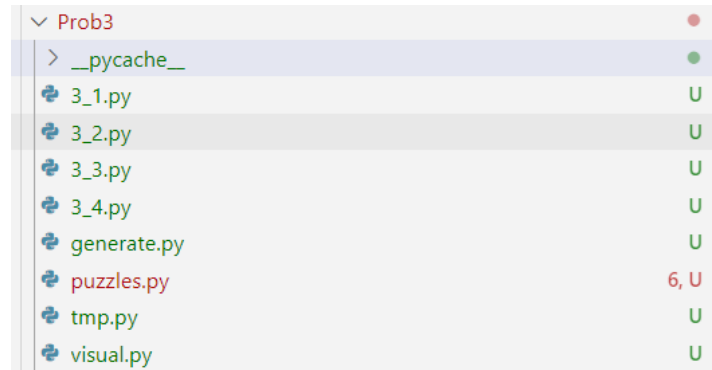 Prob3
__pycache__
3_1.py U
3_2.py U
3_3.py U
3_4.py U
generate.py U
puzzles.py 6, U
tmp.py U
visual.py U